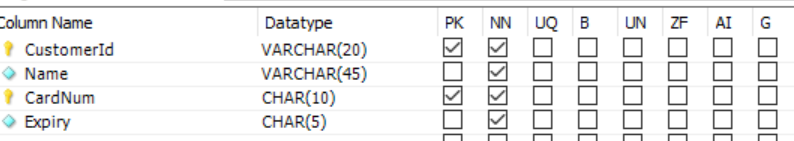 Column Name Datatype PK NN UQ B UN ZF AI G
CustomerId VARCHAR(20)
Name VARCHAR(45)
CardNum CHAR(10)
Expiry CHAR(5)